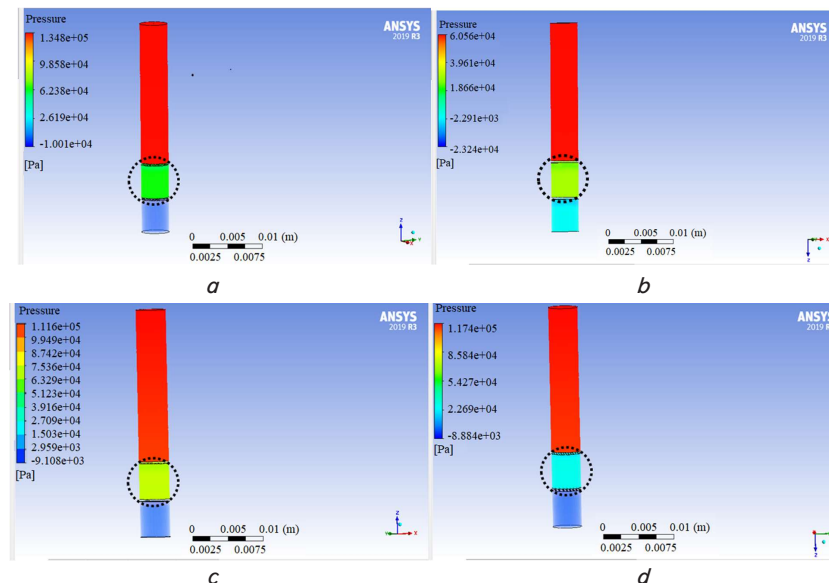 Pressure
1.348e+05
9.858e+04
6.238e+04
2.619e+04
-1.001e+04
[Pa]
ANSYS
2019 R3
0 0.005 0.01 (m)
0.0025 0.0075
Z
Y
X
a
Pressure
6.056e+04
3.961e+04
1.866e+04
-2.291e+03
-2.324e+04
[Pa]
ANSYS
2019 R3
0 0.005 0.01 (m)
0.0025 0.0075
X
Z
b
Pressure
1.116e+05
9.949e+04
8.742e+04
7.536e+04
6.329e+04
5.123e+04
3.916e+04
2.709e+04
1.503e+04
2.959e+03
-9.108e+03
[Pa]
ANSYS
2019 R3
0 0.005 0.01 (m)
0.0025 0.0075
Z
Y X
c
Pressure
1.174e+05
8.584e+04
5.427e+04
2.269e+04
-8.884e+03
[Pa]
ANSYS
2019 R3
0 0.005 0.01 (m)
0.0025 0.0075
Z
d